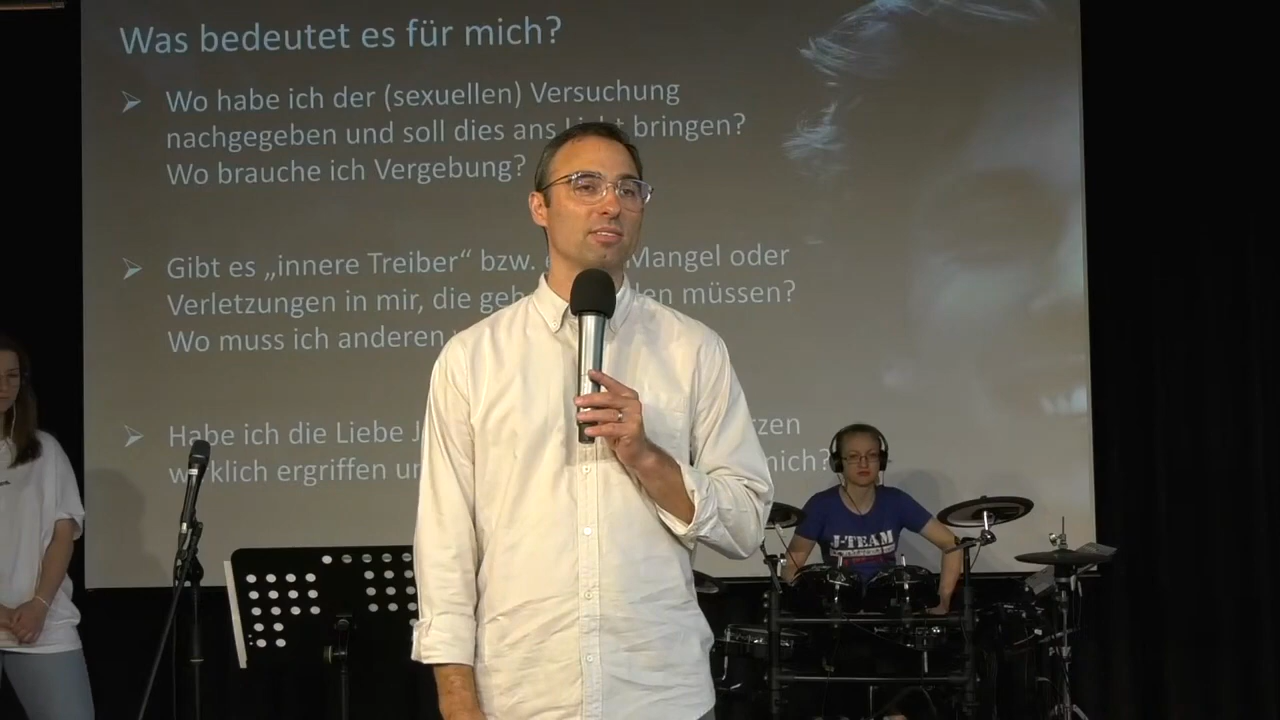 Was bedeutet es für mich?
Wo habe ich der (sexuellen) Versuchung
nachgegeben und soll dies ans Licht bringen?
Wo brauche ich Vergebung?
Gibt es „innere Treiber“ bzw. Mangel oder
Verletzungen in mir, die müssen?
Wo muss ich anderen
Habe ich die Liebe
wirklich ergriffen
J-TEAM